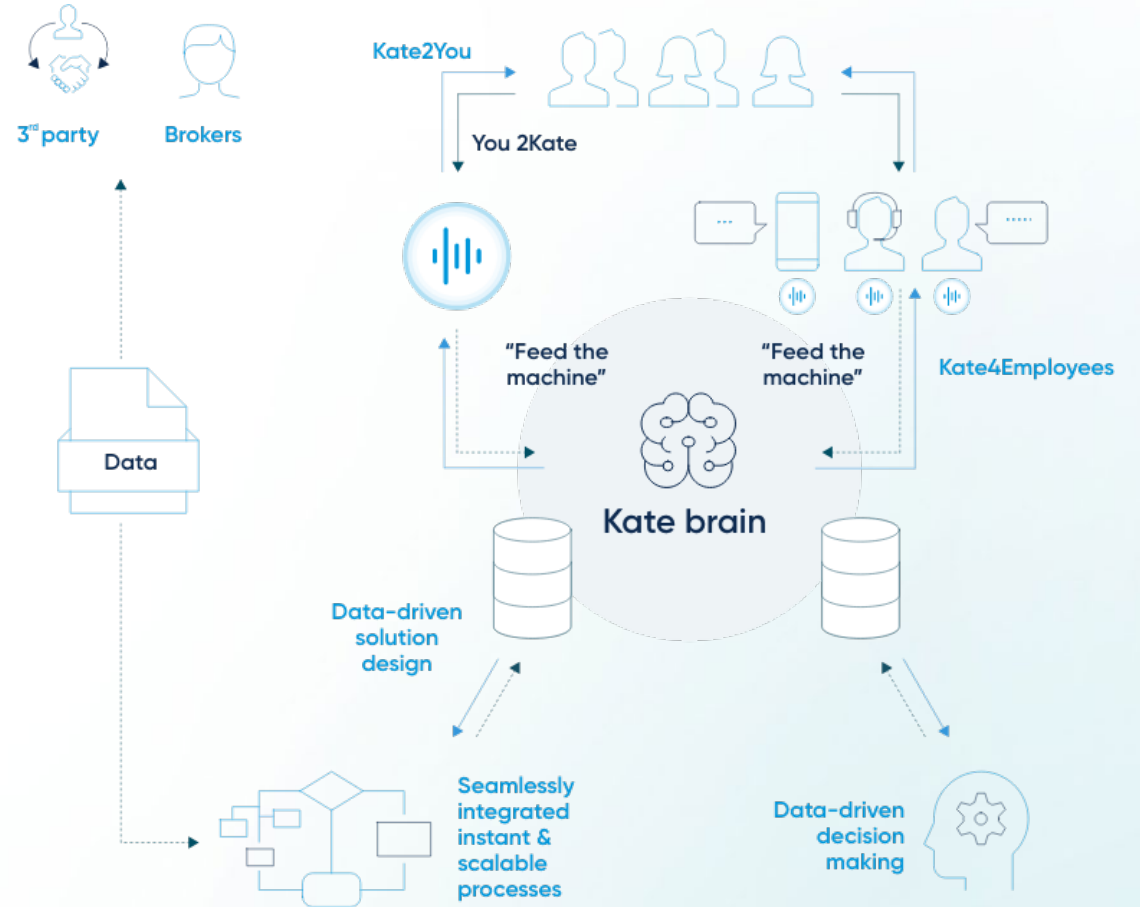 Kate2You
3rd party
Brokers
You 2Kate
...
.....
"Feed the
machine"
"Feed the
machine"
Kate4Employees
Data
Kate brain
Data-driven
solution
design
Seamlessly
integrated
instant &
scalable
processes
Data-driven
decision
making